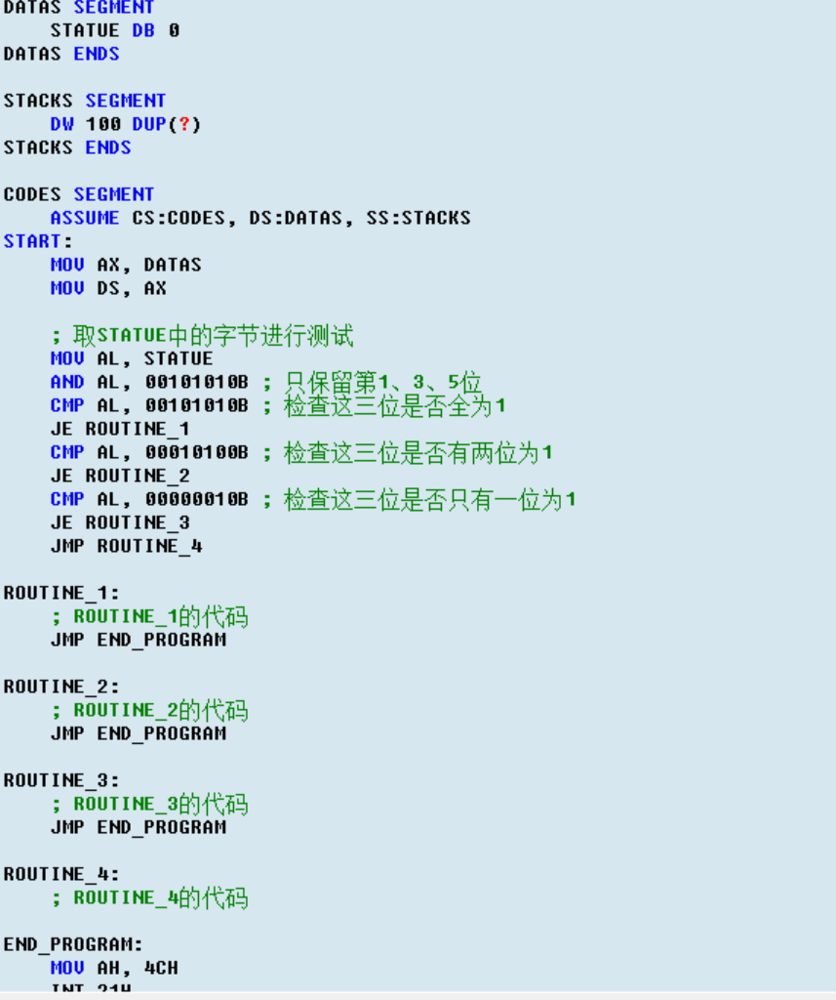 DATAS SEGMENT
STATUE DB 0
DATAS ENDS
STACKS SEGMENT
DW 100 DUP(?)
STACKS ENDS
CODES SEGMENT
ASSUME CS:CODES, DS:DATAS, SS:STACKS
START:
MOV AX, DATAS
MOV DS, AX
; 取STATUE中的字节进行测试
MOV AL, STATUE
AND AL, 00101010B ; 只保留第1、3、5位
CMP AL, 00101010B ; 检查这三位是否全为1
JE ROUTINE_1
CMP AL, 00010100B ; 检查这三位是否有两位为1
JE ROUTINE_2
CMP AL, 00000010B ; 检查这三位是否只有一位为1
JE ROUTINE_3
JMP ROUTINE_4
ROUTINE_1:
; ROUTINE_1的代码
JMP END_PROGRAM
ROUTINE_2:
; ROUTINE_2的代码
JMP END_PROGRAM
ROUTINE_3:
; ROUTINE_3的代码
JMP END_PROGRAM
ROUTINE_4:
; ROUTINE_4的代码
END_PROGRAM:
MOV AH, 4CH
INT 21H